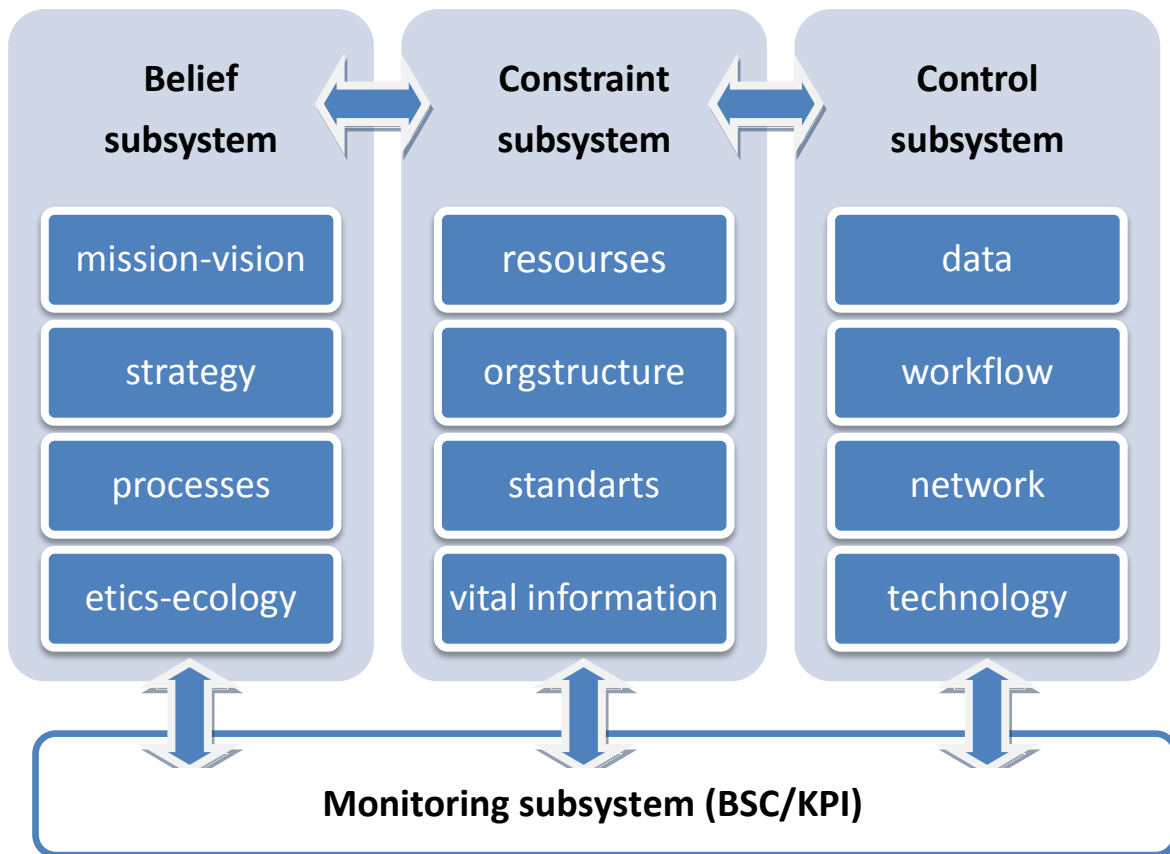 Belief
subsystem
mission-vision
strategy
processes
etics-ecology
Constraint
subsystem
resourses
orgstructure
standarts
vital information
Control
subsystem
data
workflow
network
technology
Monitoring subsystem (BSC/KPI)